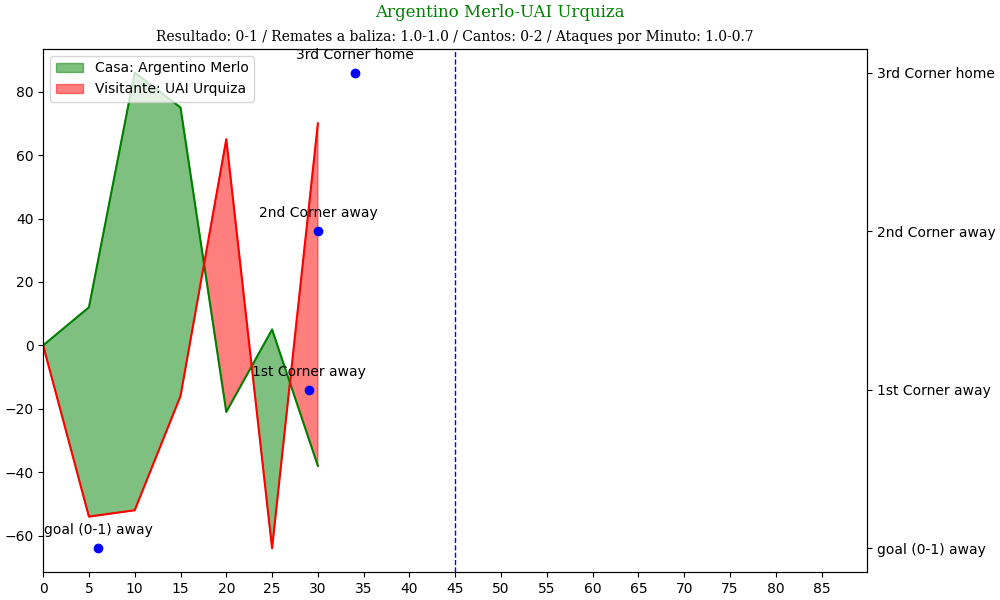 Argentino Merlo-UAI Urquiza
Resultado: 0-1 / Remates a baliza: 1.0-1.0 / Cantos: 0-2 / Ataques por Minuto: 1.0-0.7
3rd Corner home
Casa: Argentino Merlo
Visitante: UAI Urquiza
2nd Corner away
1st Corner away
goal (0-1) away
80
60
40
20
0
−20
−40
−60
3rd Corner home
2nd Corner away
1st Corner away
goal (0-1) away
0 5 10 15 20 25 30 35 40 45 50 55 60 65 70 75 80 85